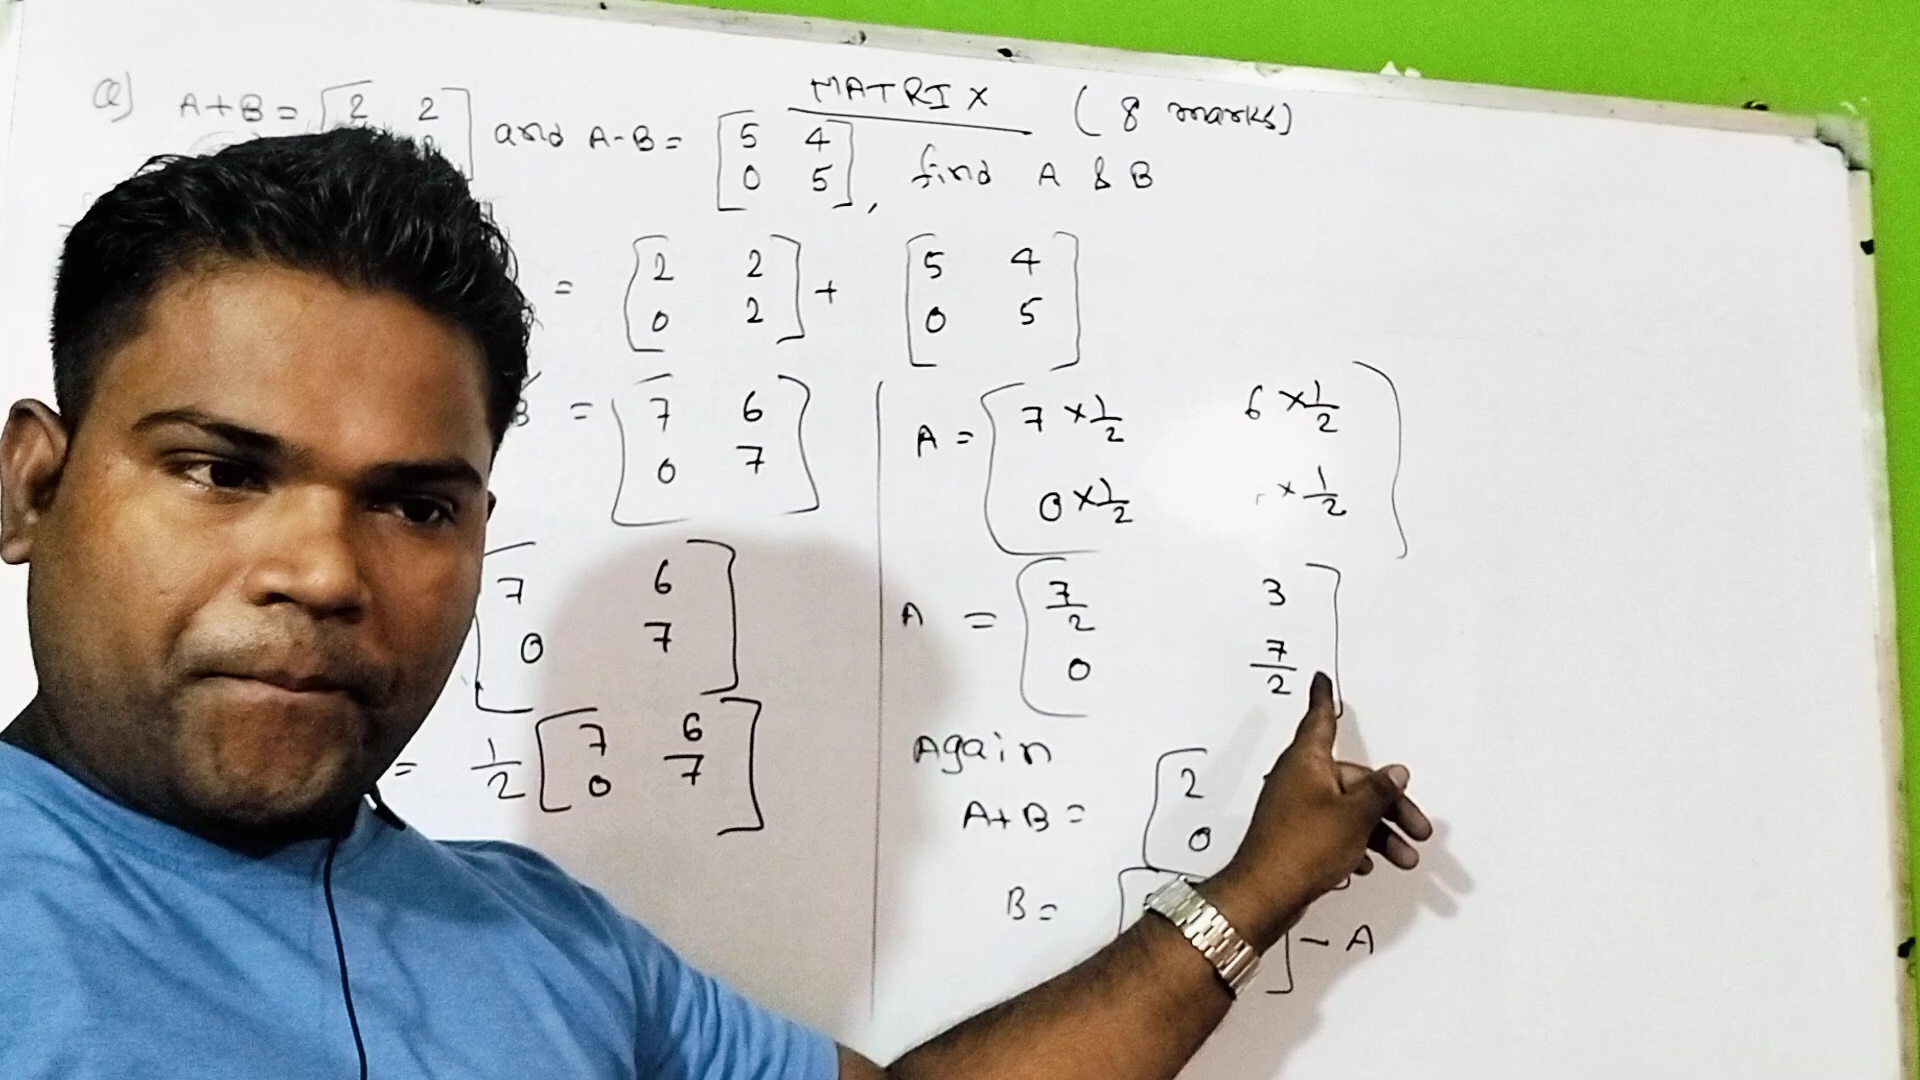 MATRIX (8 marks)
Q) A+B = [2 2 and A-B = [5 4
0 5], find A & B
= [2 2
0 2] + [5 4
0 5]
= [7 6
0 7]
[7 6
0 7]
= 1/2 [7 6
0 7]
A = [7 × 1/2 6 × 1/2
0 × 1/2 × 1/2]
A = [7/2 3
0 7/2]
Again
A+B = [2
0
B = [ ] - A